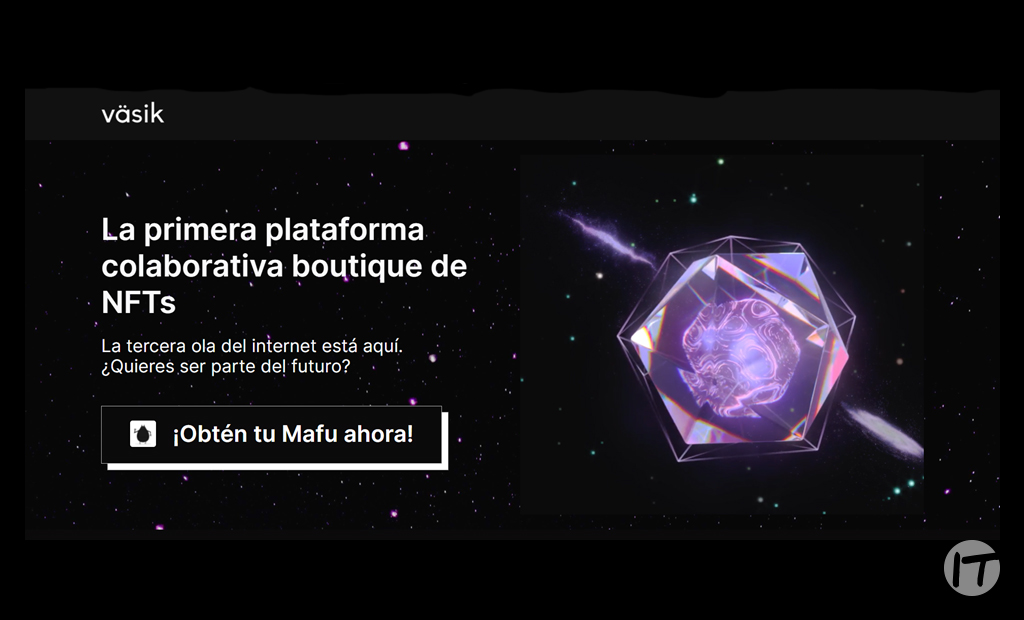 väsik
La primera plataforma
colaborativa boutique de
NFTs
La tercera ola del internet está aquí.
¿Quieres ser parte del futuro?
¡Obtén tu Mafu ahora!
IT